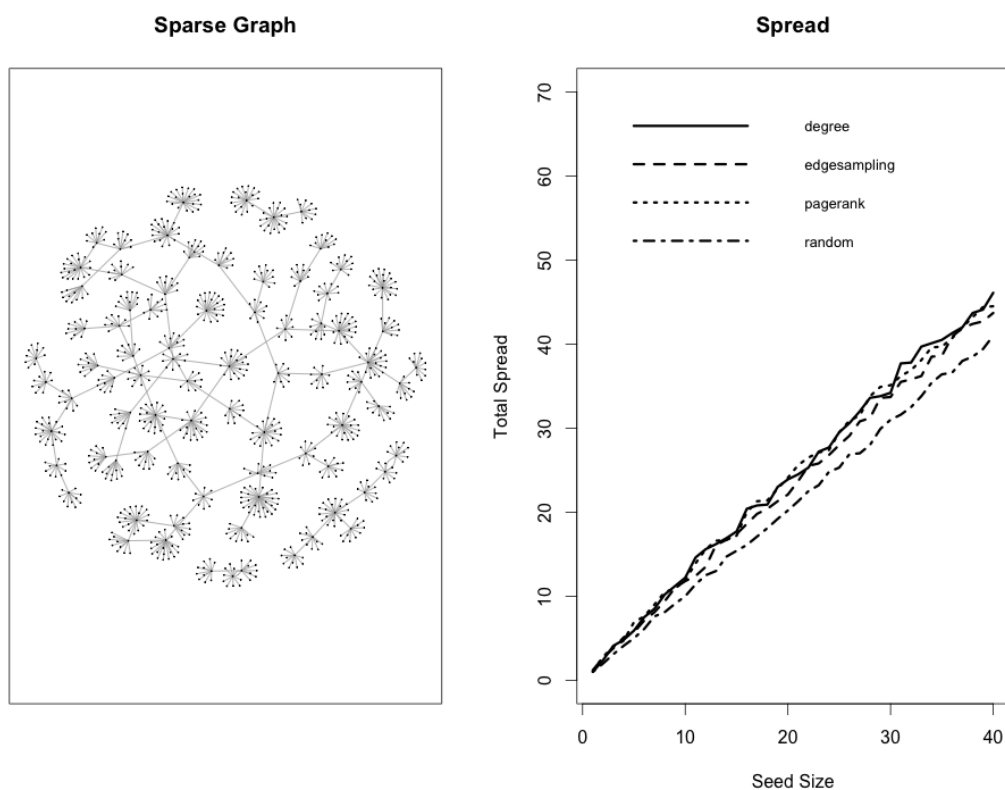 Sparse Graph
Spread
Total Spread
70
60
50
40
30
20
10
0
degree
edgesampling
pagerank
random
0 10 20 30 40
Seed Size